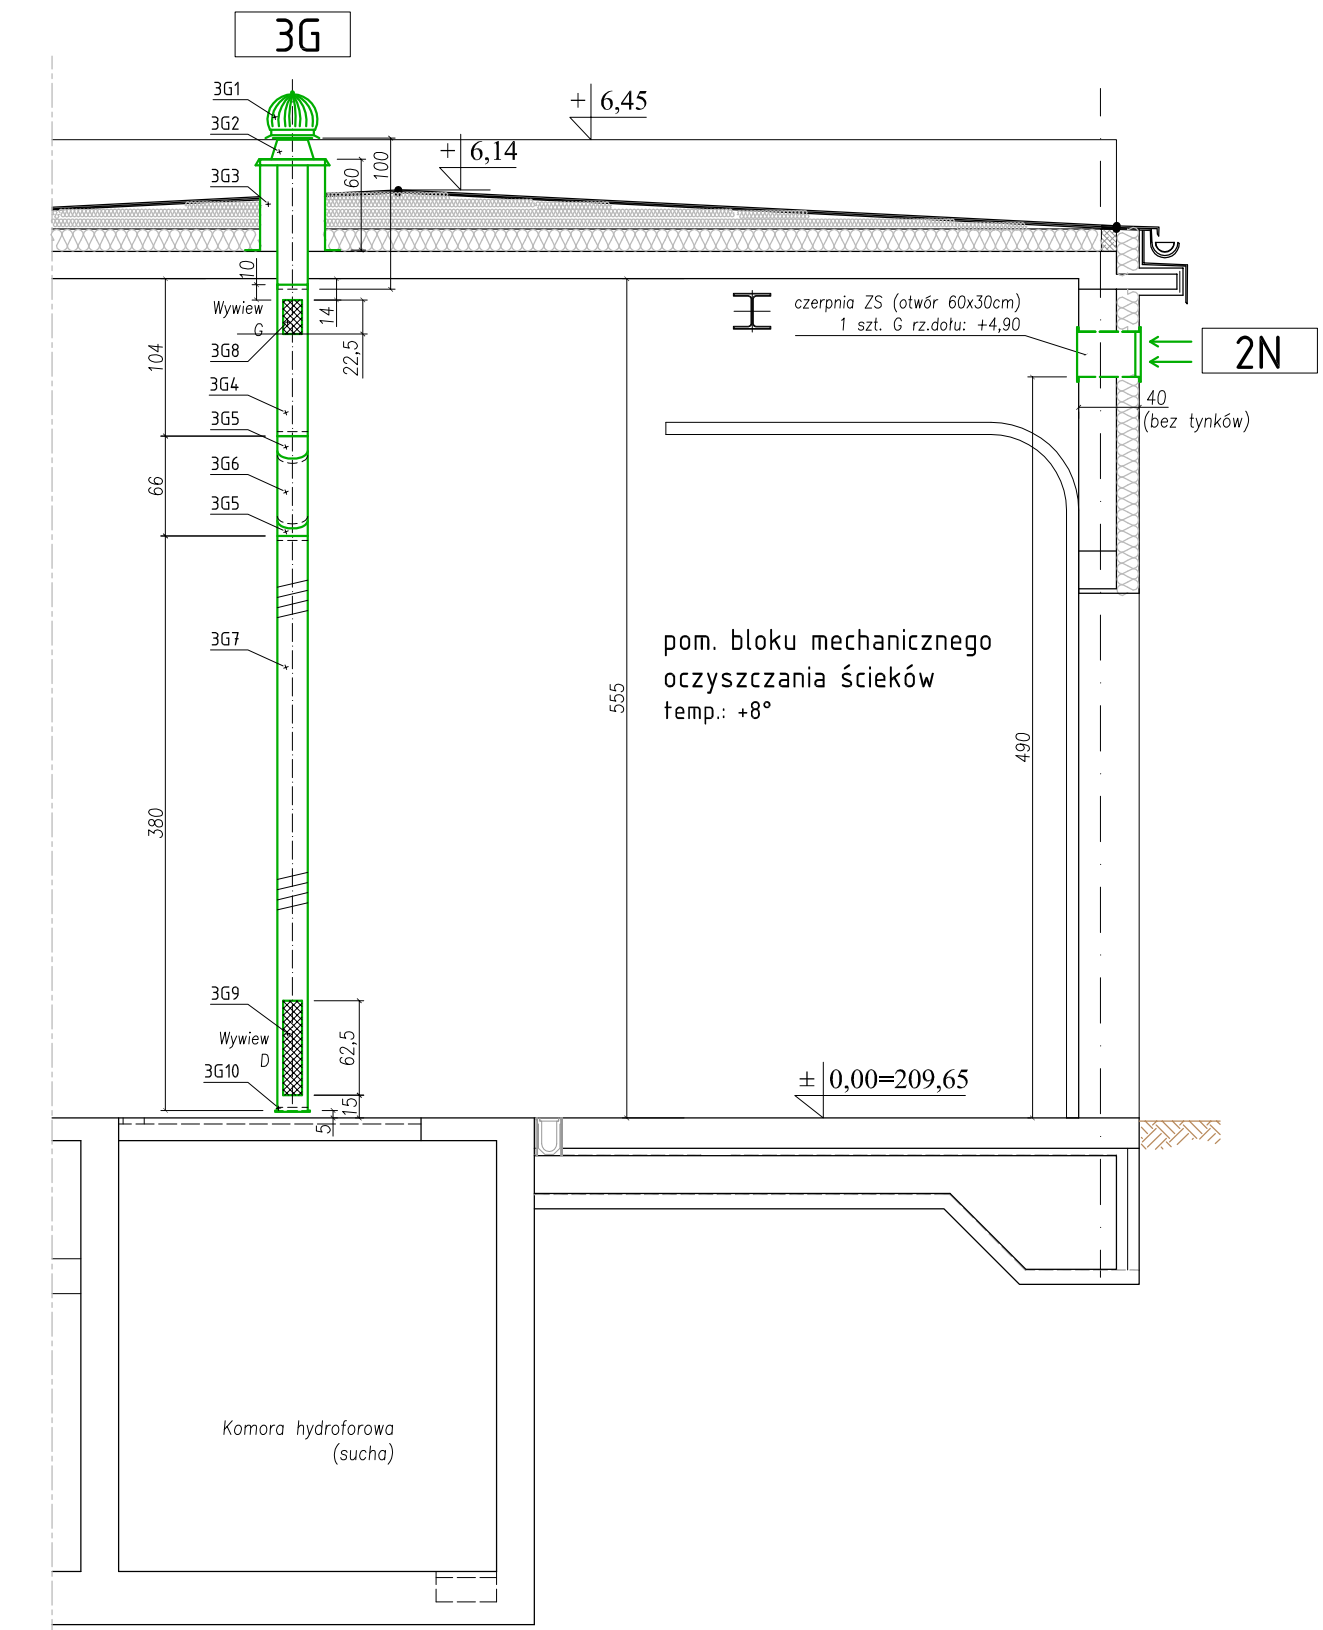 3G
3G1
3G2
3G3
+ 6,45
+ 6,14
100
60
10
Wywiew
G
14
22,5
3G8
3G4
3G5
3G6
3G5
3G7
104
66
380
555
490
czerpnia ZS (otwór 60x30cm)
1 szt. G rz.dołu: +4,90
2N
40
(bez tynków)
pom. bloku mechanicznego
oczyszczania ścieków
temp.: +8°
3G9
Wywiew
D
3G10
62,5
15
5
± 0,00=209,65
Komora hydroforowa
(sucha)